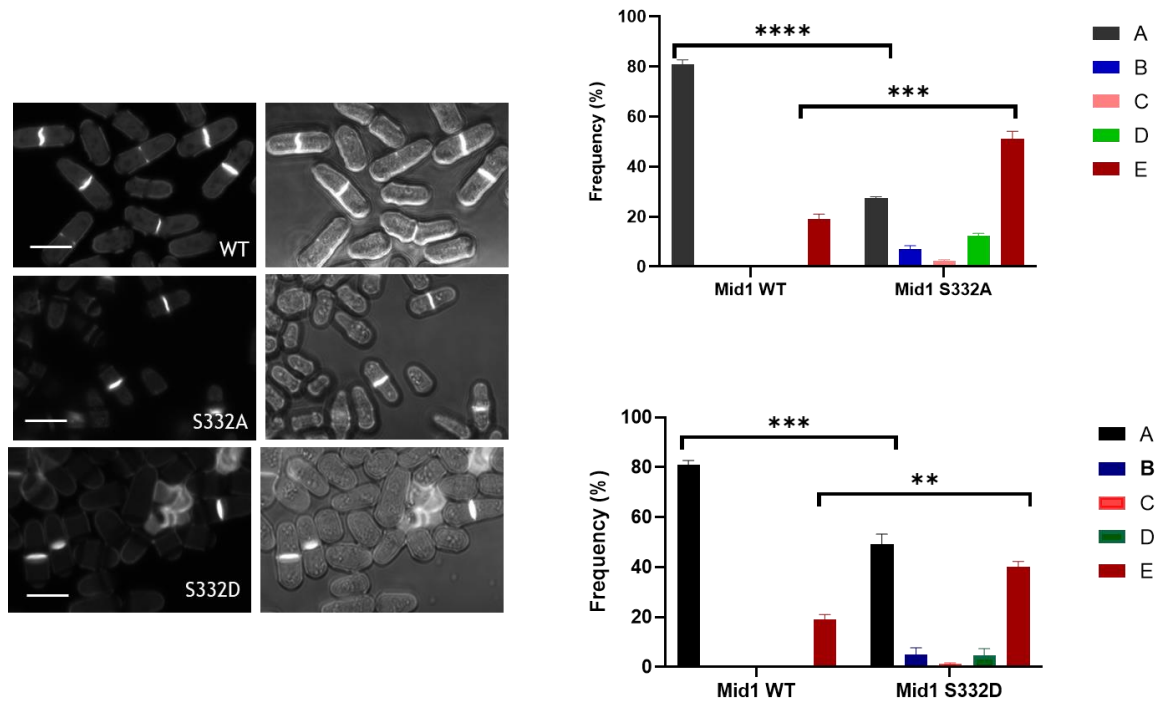 WT
S332A
S332D
****
***
Frequency (%)
100
80
60
40
20
0
Mid1 WT
Mid1 S332A
A
B
C
D
E
***
**
Frequency (%)
100
80
60
40
20
0
Mid1 WT
Mid1 S332D
A
B
C
D
E